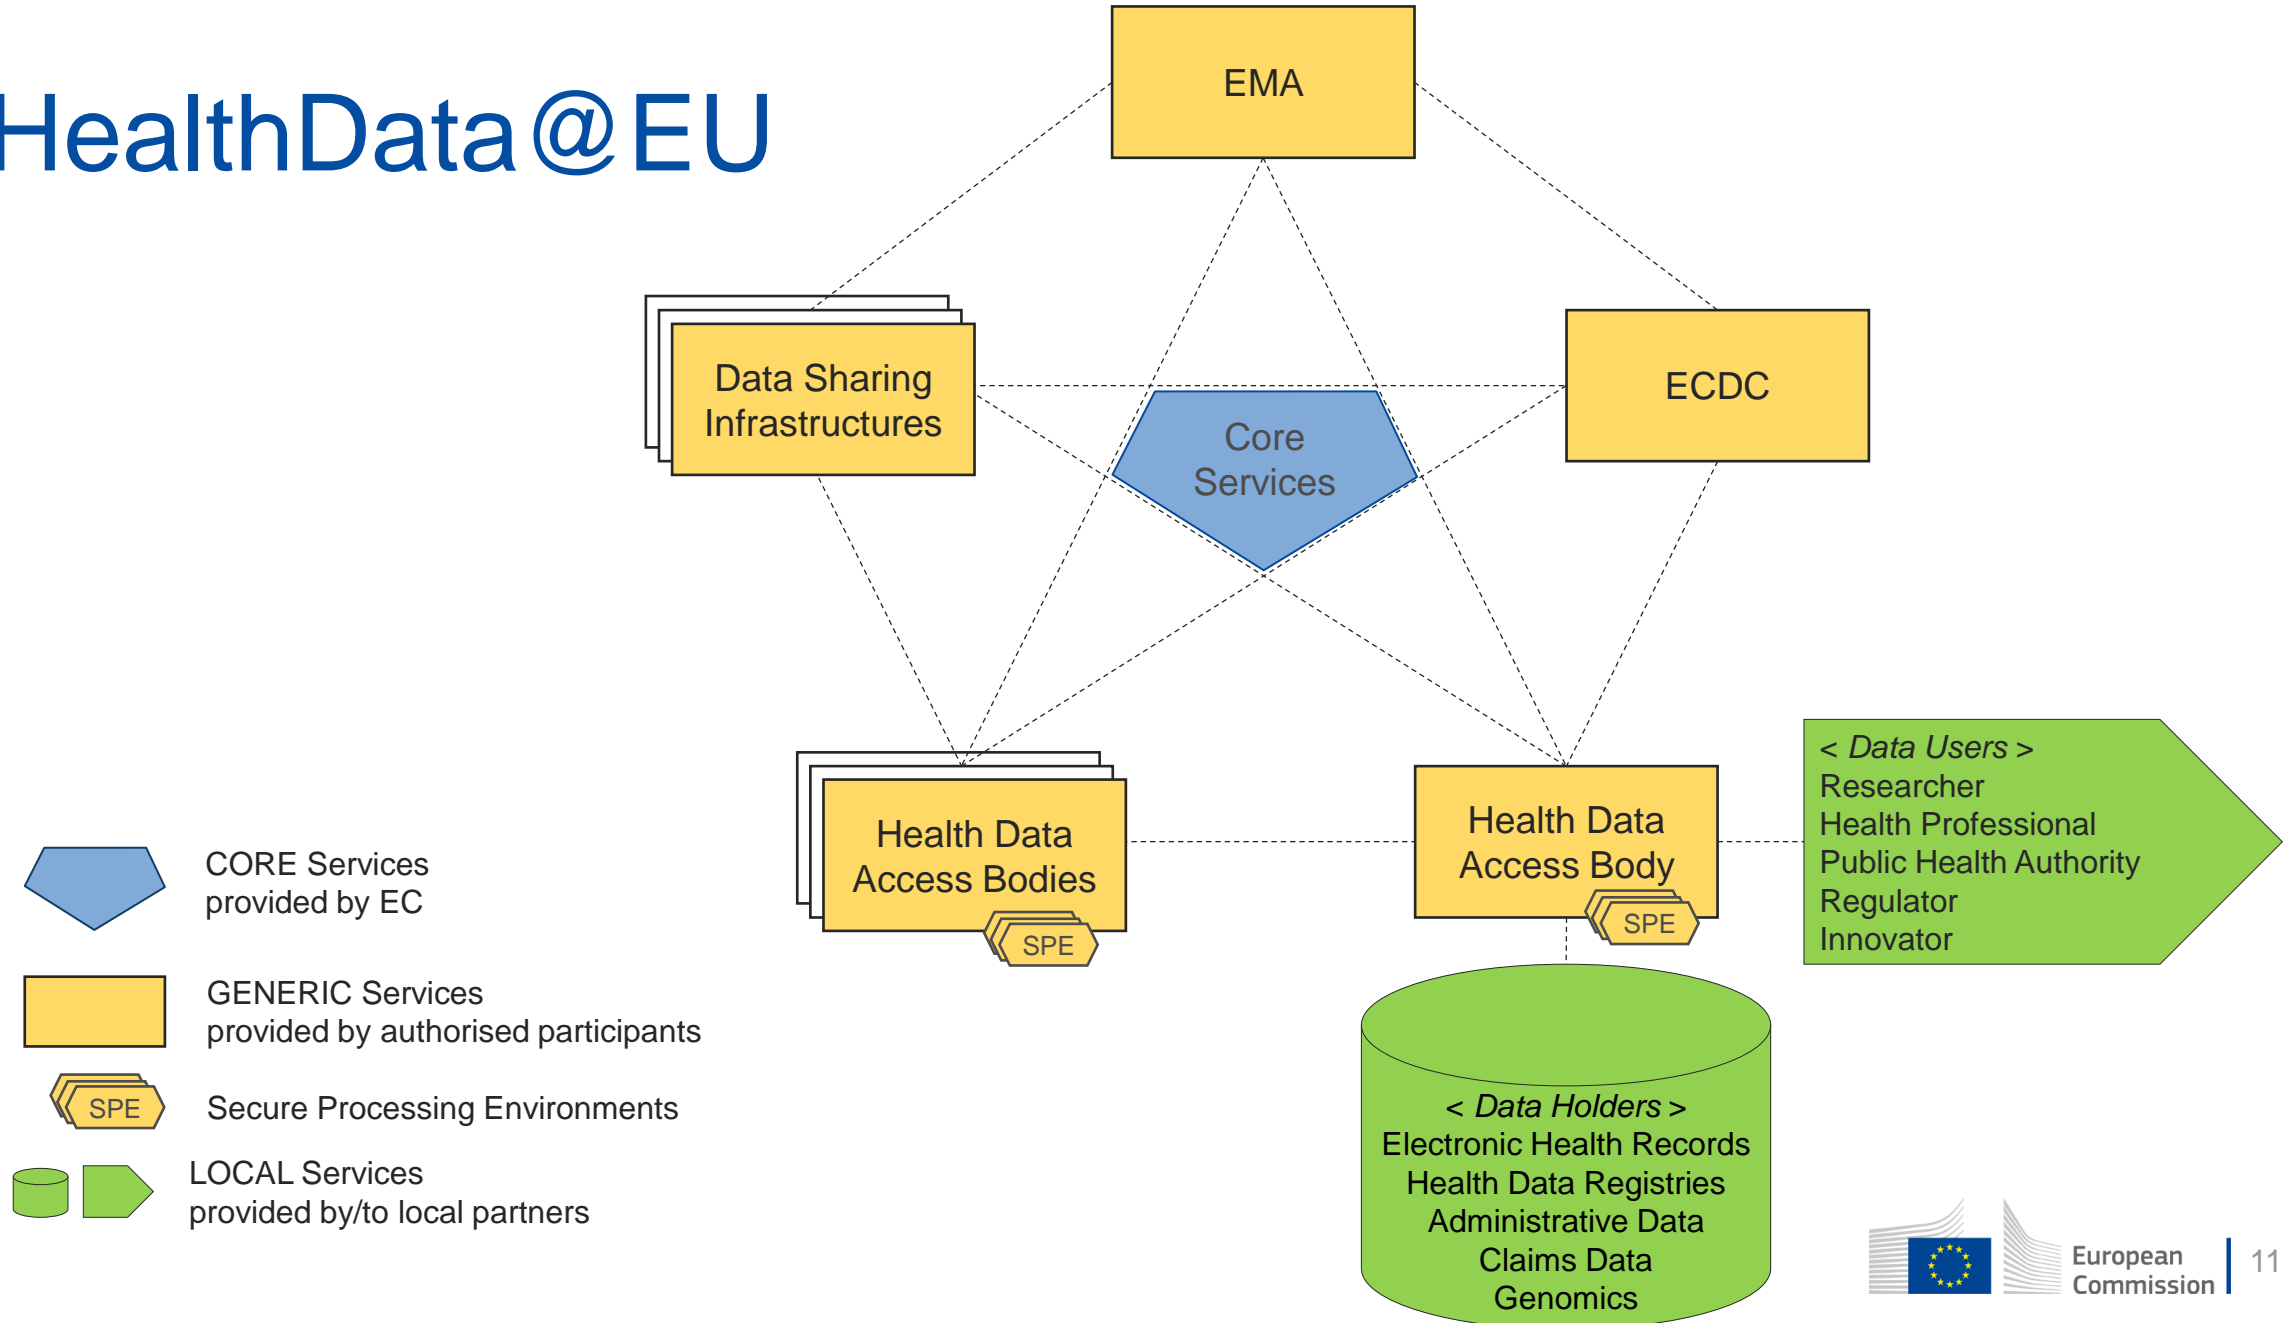 HealthData@EU
EMA
Data Sharing
Infrastructures
ECDC
Core
Services
Health Data
Access Bodies
SPE
Health Data
Access Body
SPE
< Data Users >
Researcher
Health Professional
Public Health Authority
Regulator
Innovator
CORE Services
provided by EC
GENERIC Services
provided by authorised participants
SPE
Secure Processing Environments
LOCAL Services
provided by/to local partners
< Data Holders >
Electronic Health Records
Health Data Registries
Administrative Data
Claims Data
Genomics
European
Commission
11